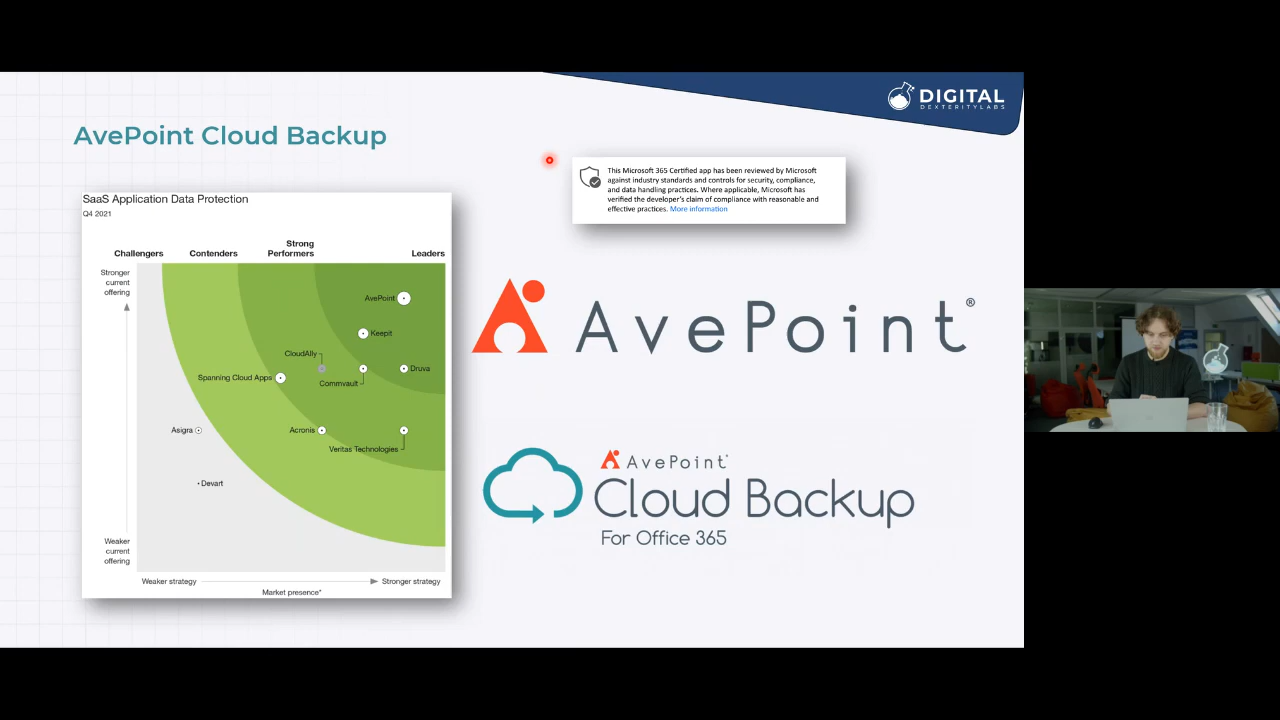 DIGITAL
DEXTERITYLABS
AvePoint Cloud Backup
This Microsoft 365 Certified app has been reviewed by Microsoft
against industry standards and controls for security, compliance,
and data handling practices. Where applicable, Microsoft has
verified the developer's claim of compliance with reasonable and
effective practices. More information
SaaS Application Data Protection
Q4 2021
Challengers
Contenders
Strong
Performers
Leaders
Stronger
current
offering
AvePoint
Keepit
CloudAlly
Commvault
Druva
Spanning Cloud Apps
Asigra
Acronis
Veritas Technologies
Devart
Weaker
current
offering
Weaker strategy
Stronger strategy
Market presence*
AvePoint®
AvePoint
Cloud Backup
For Office 365